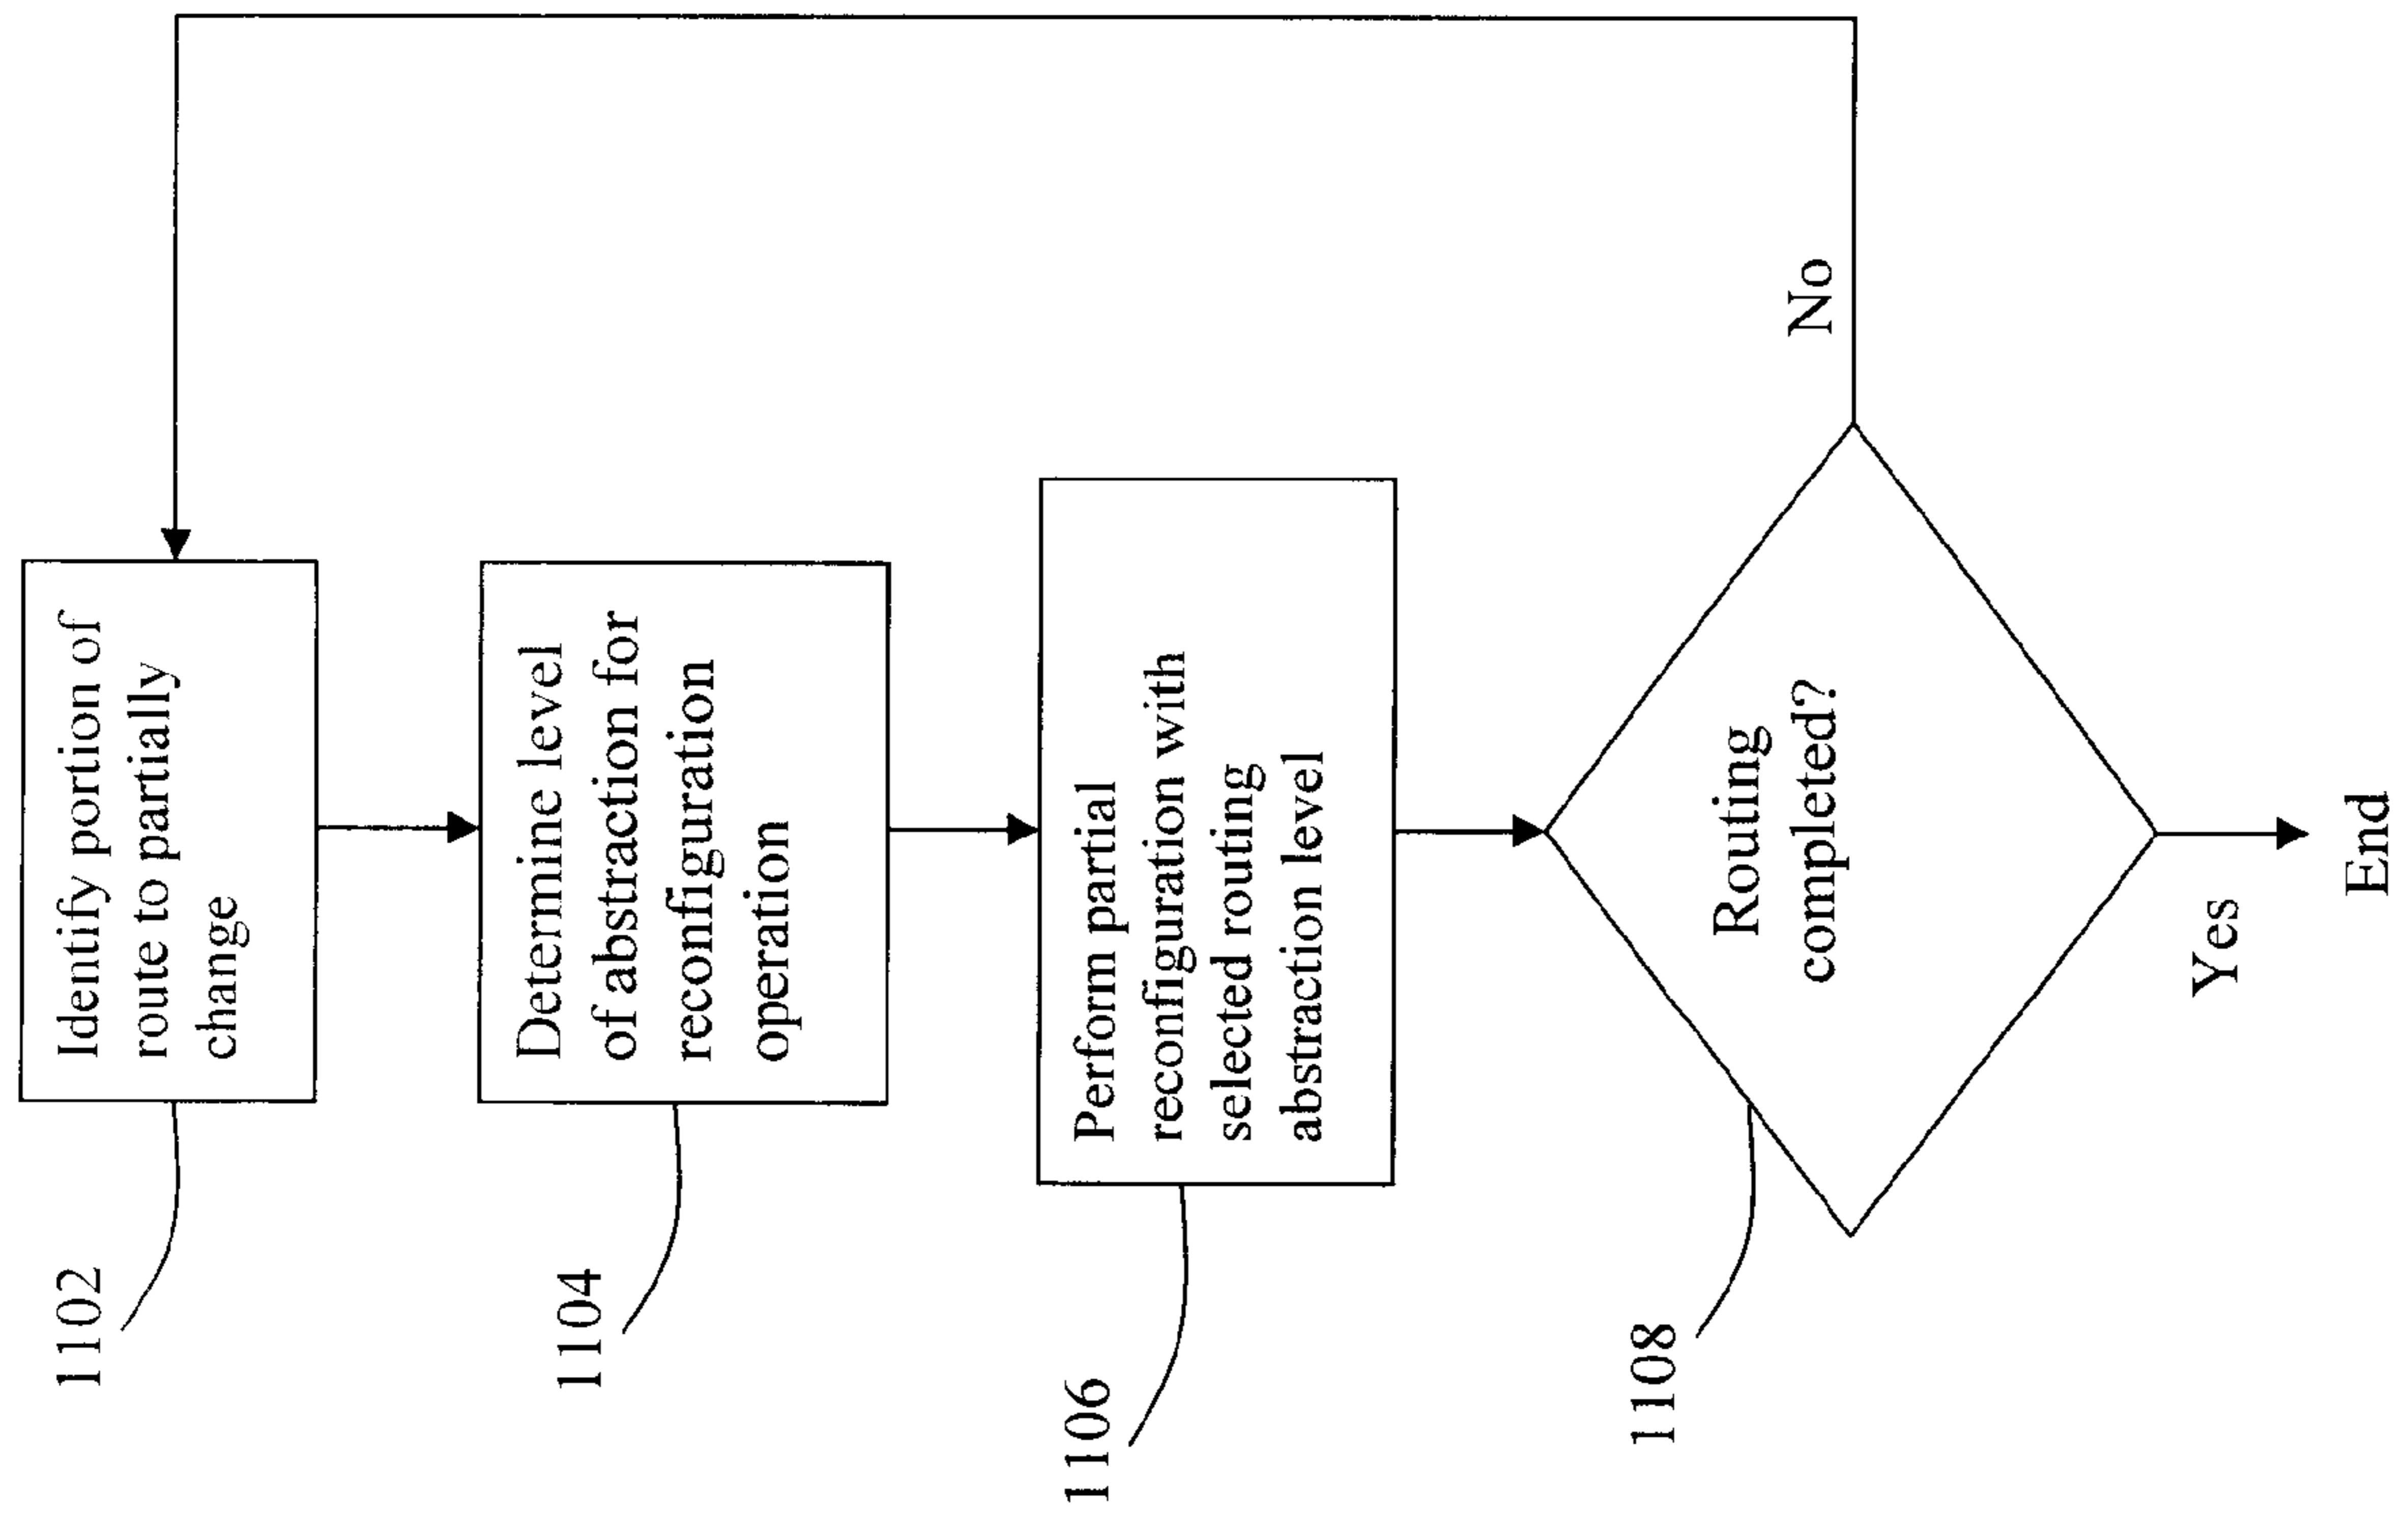 1102
Identify portion of
route to partially
change
1104
Determine level
of abstraction for
reconfiguration
operation
1106
Perform partial
reconfiguration with
selected routing
abstraction level
1108
Routing
completed?
No
Yes
End